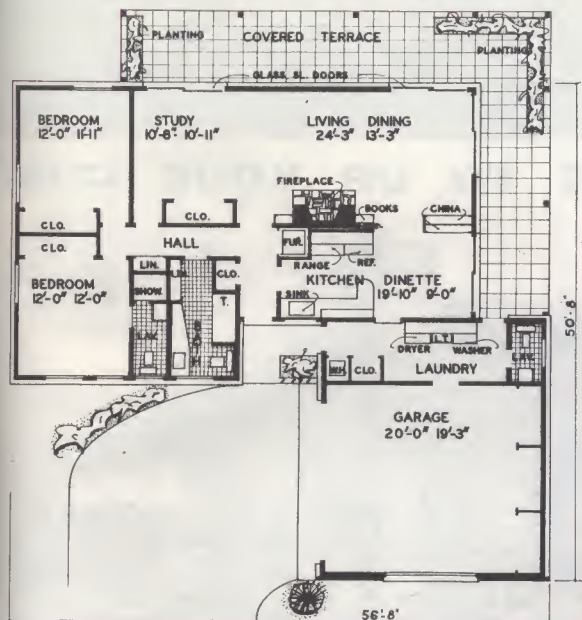 PLANTING
COVERED TERRACE
PLANTING
GLASS, SL. DOORS
BEDROOM
12'-0" 11'-11"
STUDY
10'-8" 10'-11"
LIVING DINING
24'-3" 13'-3"
FIREPLACE
BOOKS
CHINA
CLO.
CLO.
CLO.
HALL
FUR.
RANGE
REF.
LIN.
LIN.
CLO.
KITCHEN DINETTE
19'-10" 9'-0"
BEDROOM
12'-0" 12'-0"
SHOW.
T.
SINK
LAV.
BATH
DRYER
L.T.
WASHER
LAV.
W.H.
CLO.
LAUNDRY
50'-8"
GARAGE
20'-0" 19'-3"
56'-8"